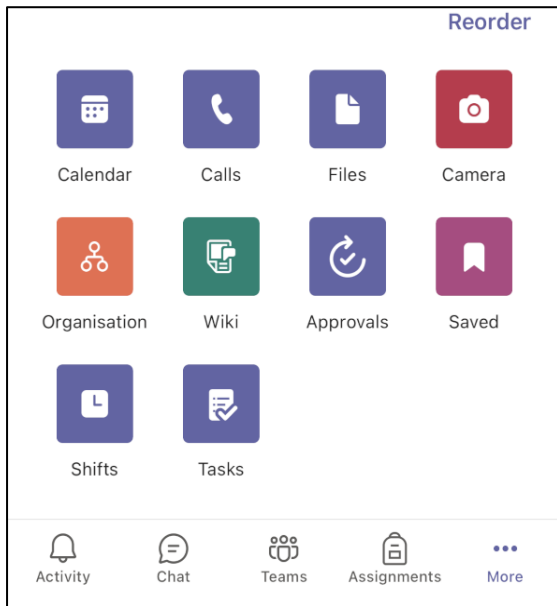 Reorder
Calendar Calls Files Camera
Organisation Wiki Approvals Saved
Shifts Tasks
Activity Chat Teams Assignments More